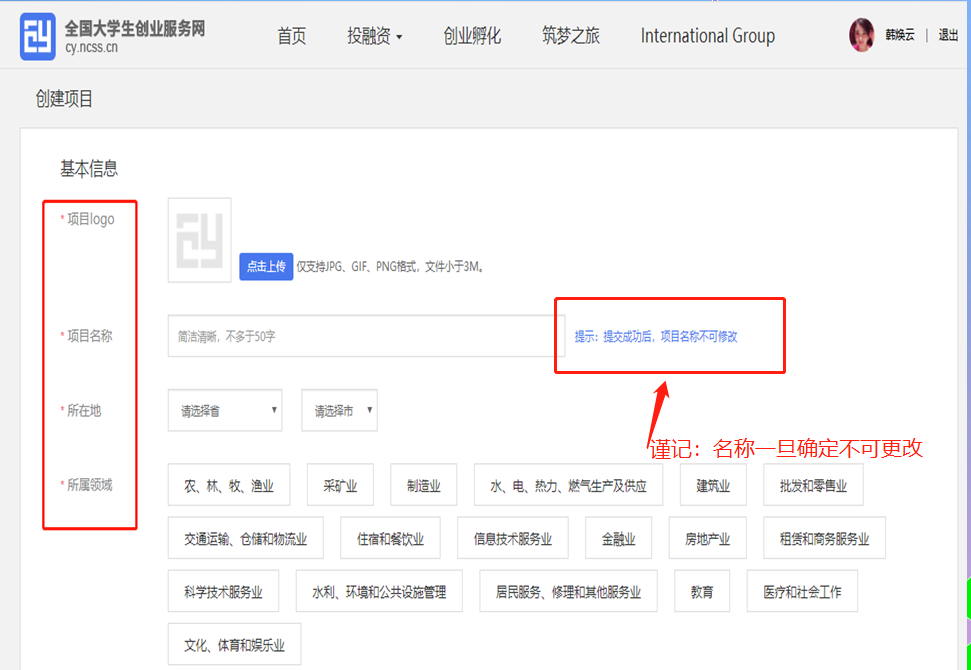 全国大学生创业服务网
cy.ncss.cn
首页 投融资 创业孵化 筑梦之旅 International Group 韩焕云 | 退出
创建项目
基本信息
* 项目logo
点击上传 仅支持JPG、GIF、PNG格式，文件小于3M。
* 项目名称 简洁清晰，不多于50字 提示：提交成功后，项目名称不可修改
* 所在地 请选择省 请选择市
谨记：名称一旦确定不可更改
* 所属领域 农、林、牧、渔业 采矿业 制造业 水、电、热力、燃气生产及供应 建筑业 批发和零售业
交通运输、仓储和物流业 住宿和餐饮业 信息技术服务业 金融业 房地产业 租赁和商务服务业
科学技术服务业 水利、环境和公共设施管理 居民服务、修理和其他服务业 教育 医疗和社会工作
文化、体育和娱乐业